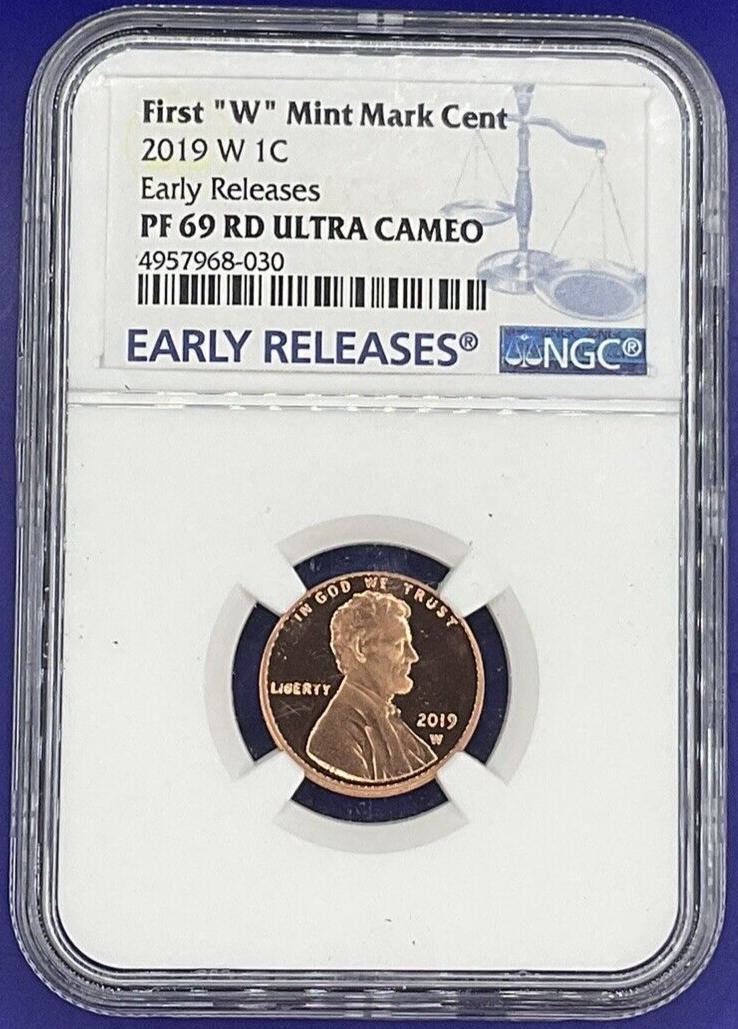 First "W" Mint Mark Cent
2019 W 1C
Early Releases
PF 69 RD ULTRA CAMEO
4957968-030
EARLY RELEASES®
NGC®
IN GOD WE TRUST
LIBERTY
2019
W